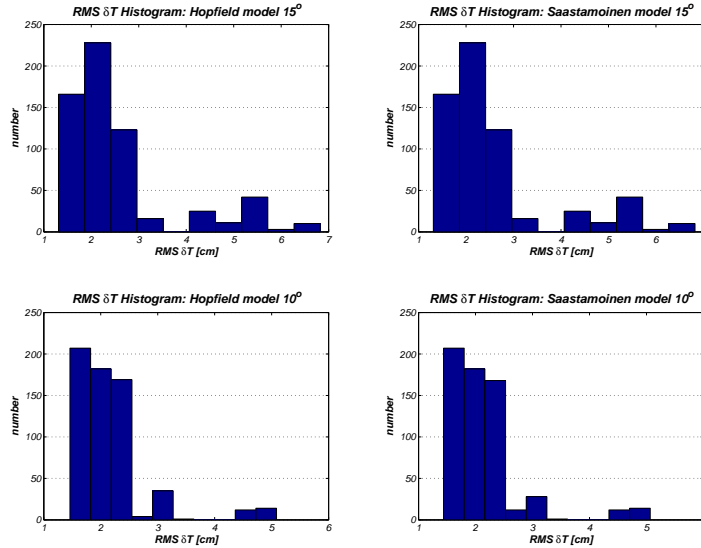 RMS δT Histogram: Hopfield model 15°
250
200
150
100
50
0
number
1 2 3 4 5 6 7
RMS δT [cm]
RMS δT Histogram: Saastamoinen model 15°
250
200
150
100
50
0
number
1 2 3 4 5 6
RMS δT [cm]
RMS δT Histogram: Hopfield model 10°
250
200
150
100
50
0
number
1 2 3 4 5 6
RMS δT [cm]
RMS δT Histogram: Saastamoinen model 10°
250
200
150
100
50
0
number
1 2 3 4 5
RMS δT [cm]